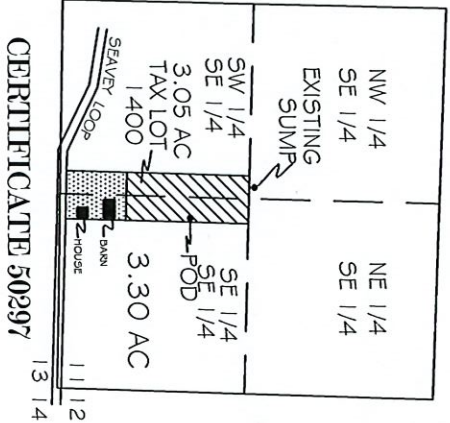 NW 1/4
SE 1/4
NE 1/4
SE 1/4
EXISTING
SUMP
SW 1/4
SE 1/4
3.05 AC
TAX LOT
1400
SE 1/4
SE 1/4
POD
3.30 AC
SEAVEY LOOP
BARN
HOUSE
11 12
13 14
CERTIFICATE 50297